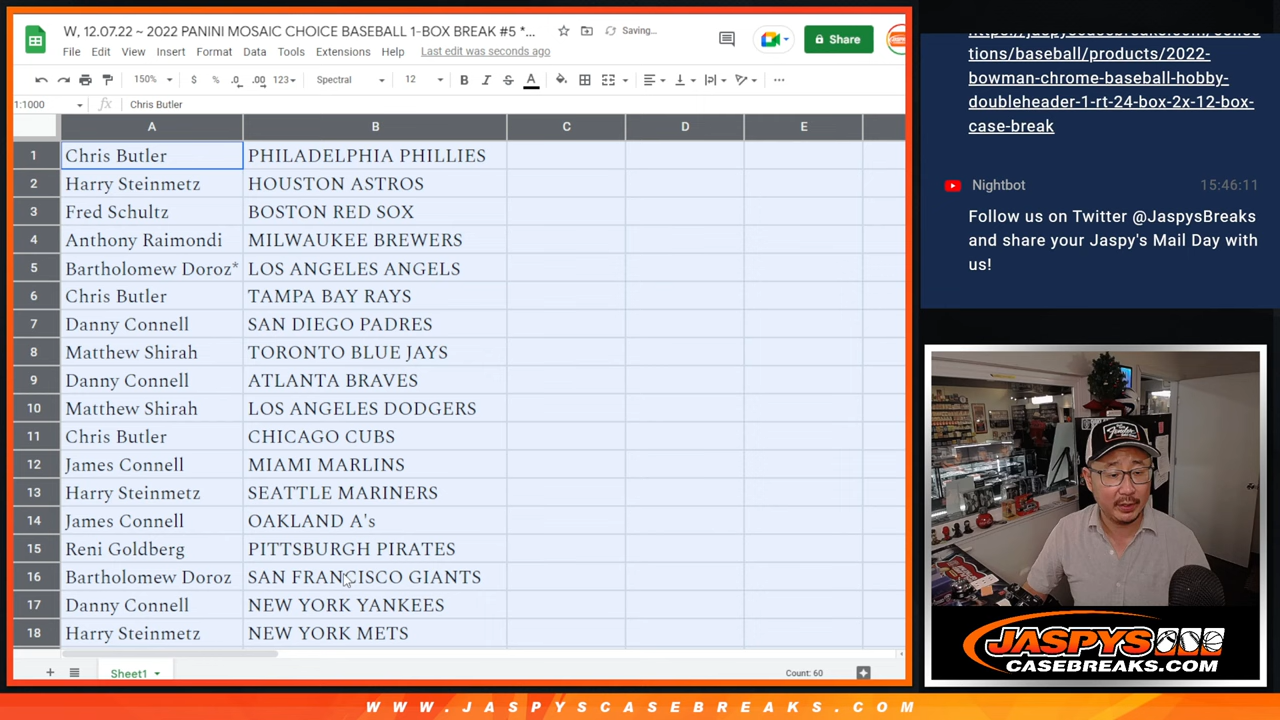 W, 12.07.22 ~ 2022 PANINI MOSAIC CHOICE BASEBALL 1-BOX BREAK #5 *...
Saving...
File Edit View Insert Format Data Tools Extensions Help Last edit was seconds ago
Share
150% $ % .0 .00 123 Spectral 12 B I S A
1:1000 fx Chris Butler
A B C D E
1 Chris Butler PHILADELPHIA PHILLIES
2 Harry Steinmetz HOUSTON ASTROS
3 Fred Schultz BOSTON RED SOX
4 Anthony Raimondi MILWAUKEE BREWERS
5 Bartholomew Doroz* LOS ANGELES ANGELS
6 Chris Butler TAMPA BAY RAYS
7 Danny Connell SAN DIEGO PADRES
8 Matthew Shirah TORONTO BLUE JAYS
9 Danny Connell ATLANTA BRAVES
10 Matthew Shirah LOS ANGELES DODGERS
11 Chris Butler CHICAGO CUBS
12 James Connell MIAMI MARLINS
13 Harry Steinmetz SEATTLE MARINERS
14 James Connell OAKLAND A's
15 Reni Goldberg PITTSBURGH PIRATES
16 Bartholomew Doroz SAN FRANCISCO GIANTS
17 Danny Connell NEW YORK YANKEES
18 Harry Steinmetz NEW YORK METS
Sheet1
Count: 60
tions/baseball/products/2022-
bowman-chrome-baseball-hobby-
doubleheader-1-rt-24-box-2x-12-box-
case-break
Nightbot 15:46:11
Follow us on Twitter @JaspysBreaks
and share your Jaspy's Mail Day with
us!
Fender
JASPYS
CASEBREAKS.COM
WWW.JASPYSCASEBREAKS.COM